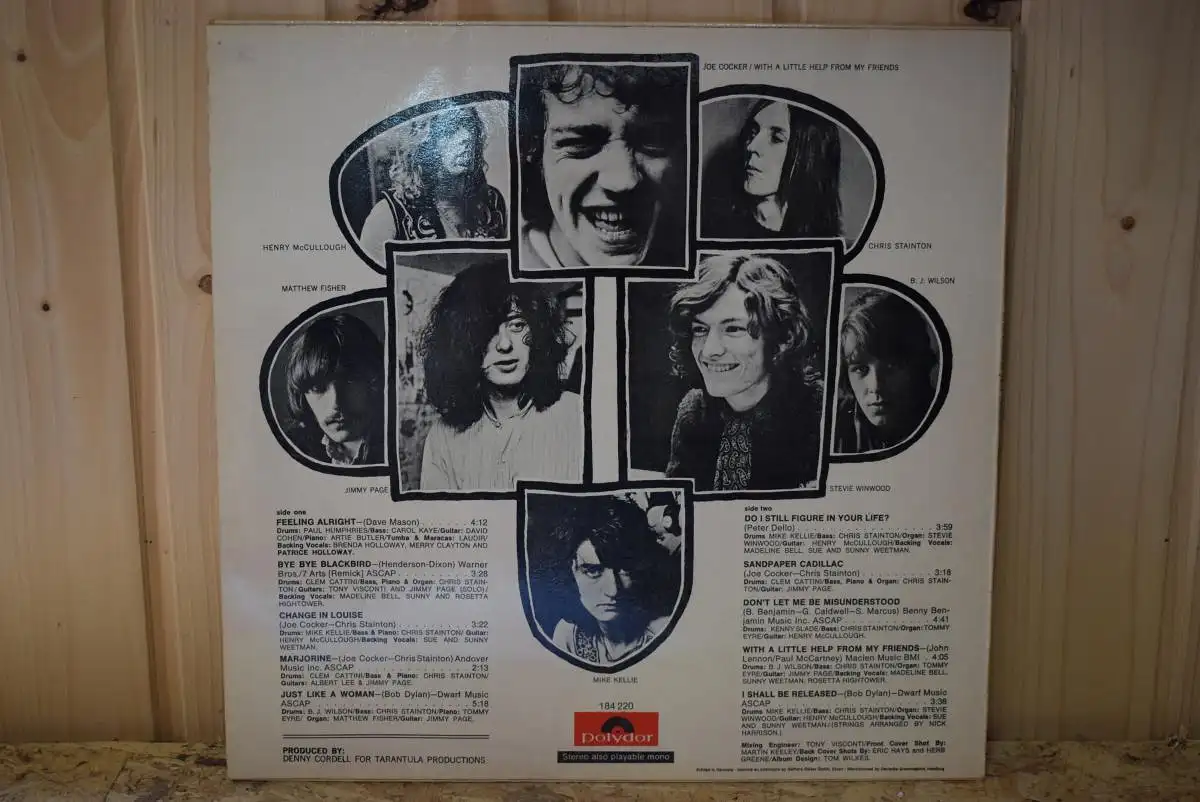 JOE COCKER / WITH A LITTLE HELP FROM MY FRIENDS
HENRY McCULLOUGH
CHRIS STAINTON
MATTHEW FISHER
B. J. WILSON
JIMMY PAGE
STEVIE WINWOOD
MIKE KELLIE
side one
FEELING ALRIGHT—(Dave Mason) . . . . . . . 4:12
Drums: PAUL HUMPHRIES/Bass: CAROL KAYE/Guitar: DAVID
COHEN/Piano: ARTIE BUTLER/Tumba & Maracas: LAUDIR/
Backing Vocals: BRENDA HOLLOWAY, MERRY CLAYTON AND
PATRICE HOLLOWAY.
BYE BYE BLACKBIRD—(Henderson-Dixon) Warner
Bros./7 Arts [Remick] ASCAP . . . . . . . . . 3:28
Drums: CLEM CATTINI/Bass, Piano & Organ: CHRIS STAIN-
TON/Guitars: TONY VISCONTI AND JIMMY PAGE (SOLO)/
Backing Vocals: MADELINE BELL, SUNNY AND ROSETTA
HIGHTOWER.
CHANGE IN LOUISE
(Joe Cocker—Chris Stainton) . . . . . . . . . 3:22
Drums: MIKE KELLIE/Bass & Piano: CHRIS STAINTON/ Guitar:
HENRY McCULLOUGH/Backing Vocals: SUE AND SUNNY
WEETMAN.
MARJORINE—(Joe Cocker—Chris Stainton) Andover
Music Inc. ASCAP . . . . . . . . . . . . . 2:13
Drums: CLEM CATTINI/Bass & Piano: CHRIS STAINTON/
Guitars: ALBERT LEE & JIMMY PAGE.
JUST LIKE A WOMAN—(Bob Dylan)—Dwarf Music
ASCAP . . . . . . . . . . . . . . . . . 5:18
Drums: B. J. WILSON/Bass: CHRIS STAINTON/Piano: TOMMY
EYRE/ Organ: MATTHEW FISHER/Guitar: JIMMY PAGE.
PRODUCED BY:
DENNY CORDELL FOR TARANTULA PRODUCTIONS
184 220
polydor
Stereo also playable mono
side two
DO I STILL FIGURE IN YOUR LIFE?
(Peter Dello) . . . . . . . . . . . . . . . 3:59
Drums MIKE KELLIE/Bass: CHRIS STAINTON/Organ: STEVIE
WINWOOD/Guitar: HENRY McCULLOUGH/Backing Vocals:
MADELINE BELL, SUE AND SUNNY WEETMAN.
SANDPAPER CADILLAC
(Joe Cocker—Chris Stainton) . . . . . . . . . 3:18
Drums: CLEM CATTINI/Bass, Piano & Organ: CHRIS STAIN-
TON/Guitar: JIMMY PAGE.
DON'T LET ME BE MISUNDERSTOOD
(B. Benjamin—G. Caldwell—S. Marcus) Benny Ben-
jamin Music Inc. ASCAP . . . . . . . . . . . 4:41
Drums: KENNY SLADE/Bass: CHRIS STAINTON/Organ: TOMMY
EYRE/Guitar: HENRY McCULLOUGH.
WITH A LITTLE HELP FROM MY FRIENDS—(John
Lennon/Paul McCartney) Maclen Music BMI . 4:05
Drums: B. J. WILSON/Bass: CHRIS STAINTON/Organ: TOMMY
EYRE/Guitar: JIMMY PAGE/Backing Vocals: MADELINE BELL,
SUNNY WEETMAN, ROSETTA HIGHTOWER.
I SHALL BE RELEASED—(Bob Dylan)—Dwarf Music
ASCAP . . . . . . . . . . . . . . . . . 3:38
Drums MIKE KELLIE/Bass: CHRIS STAINTON/Organ: STEVIE
WINWOOD/Guitar: HENRY McCULLOUGH/Backing Vocals: SUE
AND SUNNY WEETMAN/(STRINGS ARRANGED BY NICK
HARRISON.)
Mixing Engineer: TONY VISCONTI/Front Cover Shot By:
MARTIN KEELEY/Back Cover Shots By: ERIC HAYS and HERB
GREENE/Album Design: TOM WILKES.
Printed in Germany